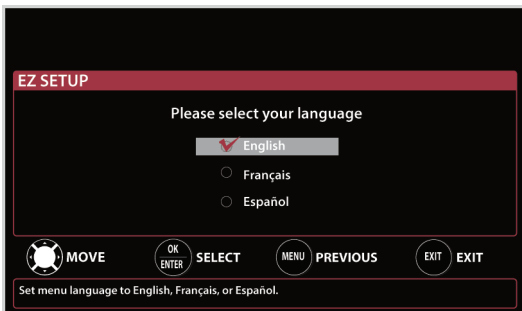 EZ SETUP
Please select your language
English
Français
Español
MOVE OK ENTER SELECT MENU PREVIOUS EXIT EXIT
Set menu language to English, Français, or Español.